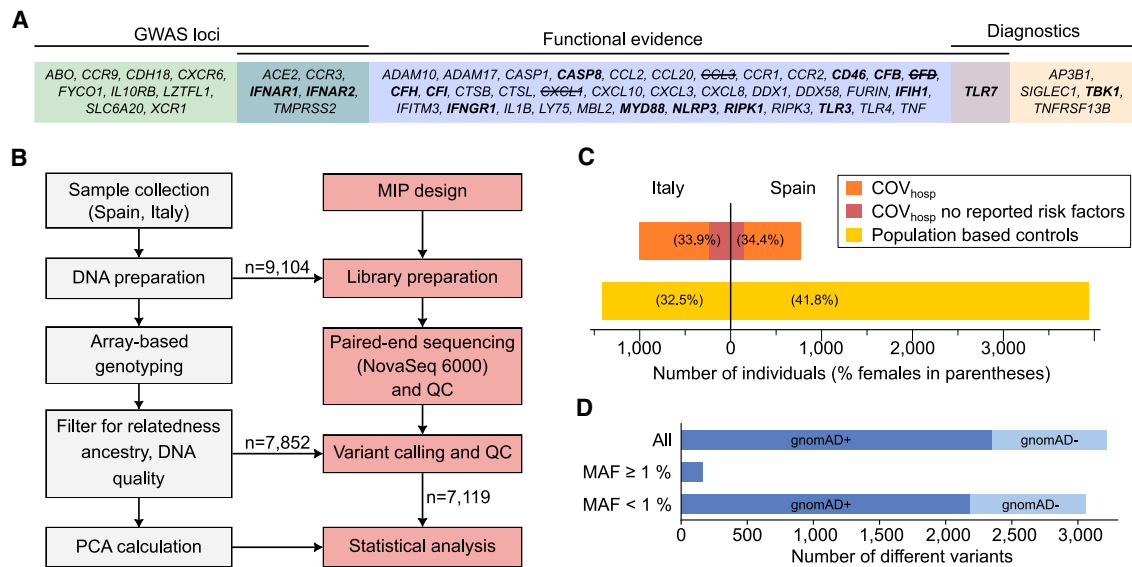 A
GWAS loci
Functional evidence
Diagnostics
ABO, CCR9, CDH18, CXCR6,
FYCO1, IL10RB, LZTFL1,
SLC6A20, XCR1
ACE2, CCR3,
IFNAR1, IFNAR2,
TMPRSS2
ADAM10, ADAM17, CASP1, CASP8, CCL2, CCL20, CCL3, CCR1, CCR2, CD46, CFB, CFD,
CFH, CFI, CTSB, CTSL, CXCL1, CXCL10, CXCL3, CXCL8, DDX1, DDX58, FURIN, IFIH1,
IFITM3, IFNGR1, IL1B, LY75, MBL2, MYD88, NLRP3, RIPK1, RIPK3, TLR3, TLR4, TNF
TLR7
AP3B1,
SIGLEC1, TBK1,
TNFRSF13B
B
Sample collection
(Spain, Italy)
DNA preparation
Array-based
genotyping
Filter for relatedness
ancestry, DNA
quality
PCA calculation
n=9,104
n=7,852
MIP design
Library preparation
Paired-end sequencing
(NovaSeq 6000)
and QC
Variant calling and QC
n=7,119
Statistical analysis
C
Italy
Spain
COVhosp
COVhosp no reported risk factors
Population based controls
(33.9%)
(34.4%)
(32.5%)
(41.8%)
1,000
0
1,000
2,000
3,000
Number of individuals (% females in parentheses)
D
All
gnomAD+
gnomAD-
MAF ≥ 1 %
MAF < 1 %
gnomAD+
gnomAD-
0
500
1,000
1,500
2,000
2,500
3,000
Number of different variants